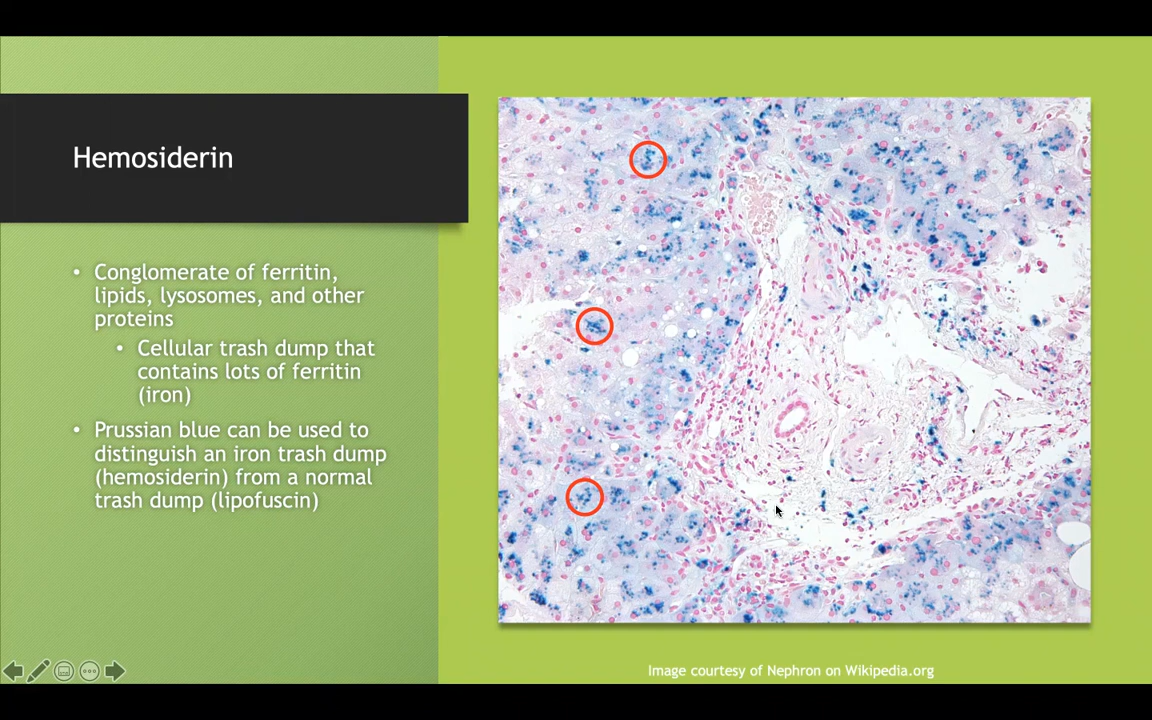 Hemosiderin
• Conglomerate of ferritin,
lipids, lysosomes, and other
proteins
• Cellular trash dump that
contains lots of ferritin
(iron)
• Prussian blue can be used to
distinguish an iron trash dump
(hemosiderin) from a normal
trash dump (lipofuscin)
Image courtesy of Nephron on Wikipedia.org